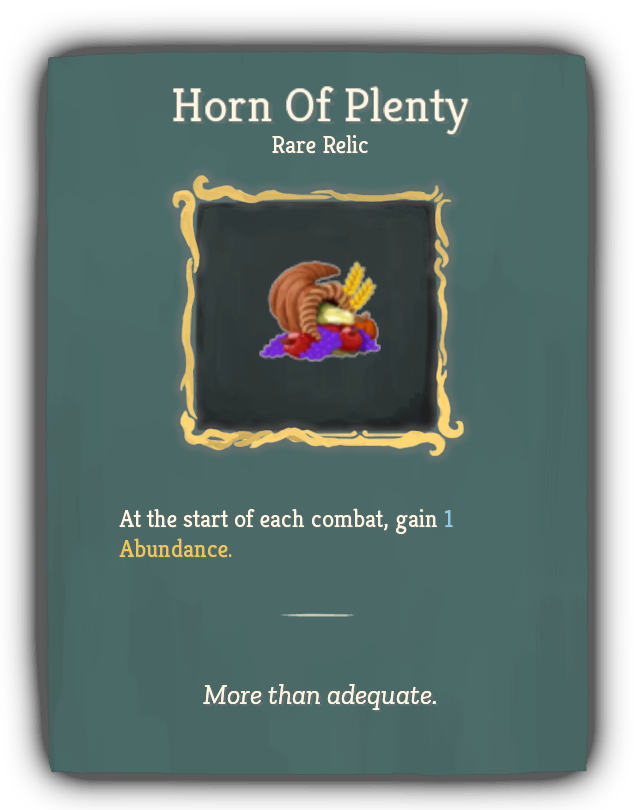 Horn Of Plenty
Rare Relic
At the start of each combat, gain 1
Abundance.
More than adequate.